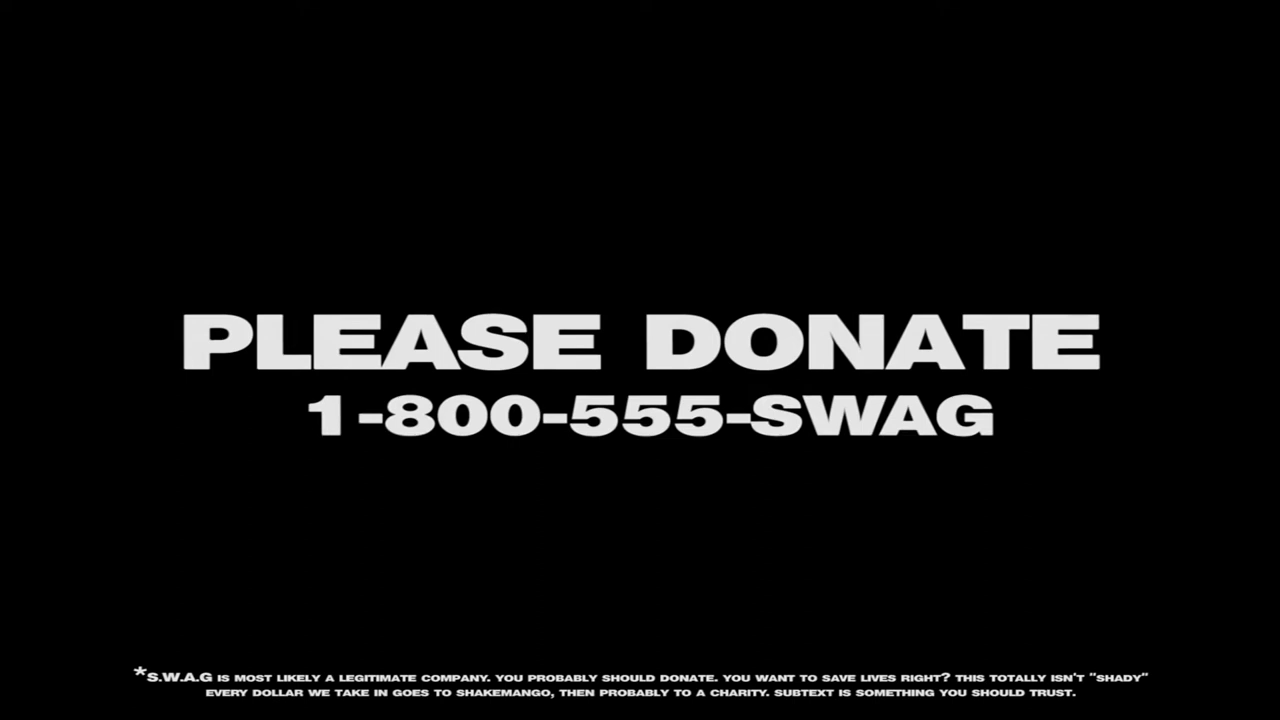 PLEASE DONATE
1-800-555-SWAG
*S.W.A.G IS MOST LIKELY A LEGITIMATE COMPANY. YOU PROBABLY SHOULD DONATE. YOU WANT TO SAVE LIVES RIGHT? THIS TOTALLY ISN'T "SHADY"
EVERY DOLLAR WE TAKE IN GOES TO SHAKEMANGO, THEN PROBABLY TO A CHARITY. SUBTEXT IS SOMETHING YOU SHOULD TRUST.